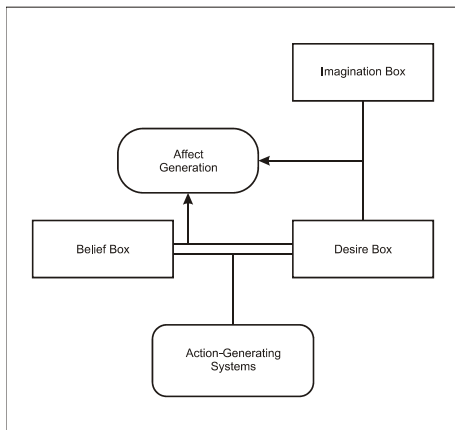 Imagination Box
Affect
Generation
Belief Box
Desire Box
Action-Generating
Systems